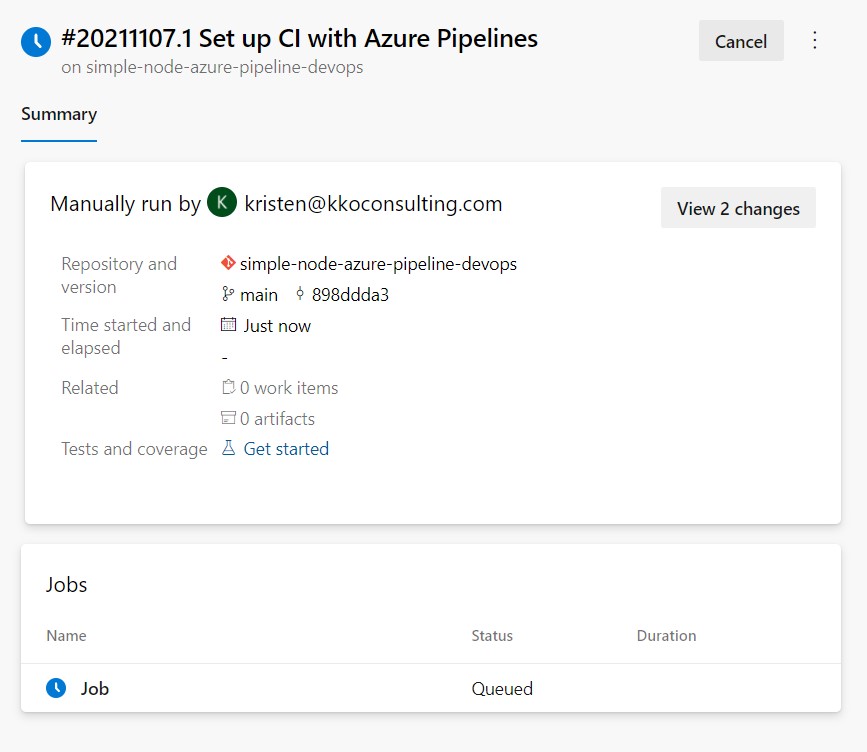 #20211107.1 Set up CI with Azure Pipelines
Cancel
on simple-node-azure-pipeline-devops
Summary
Manually run by K kristen@kkoconsulting.com
View 2 changes
Repository and version
simple-node-azure-pipeline-devops
main 898ddda3
Time started and elapsed
Just now
-
Related
0 work items
0 artifacts
Tests and coverage
Get started
Jobs
Name Status Duration
Job Queued